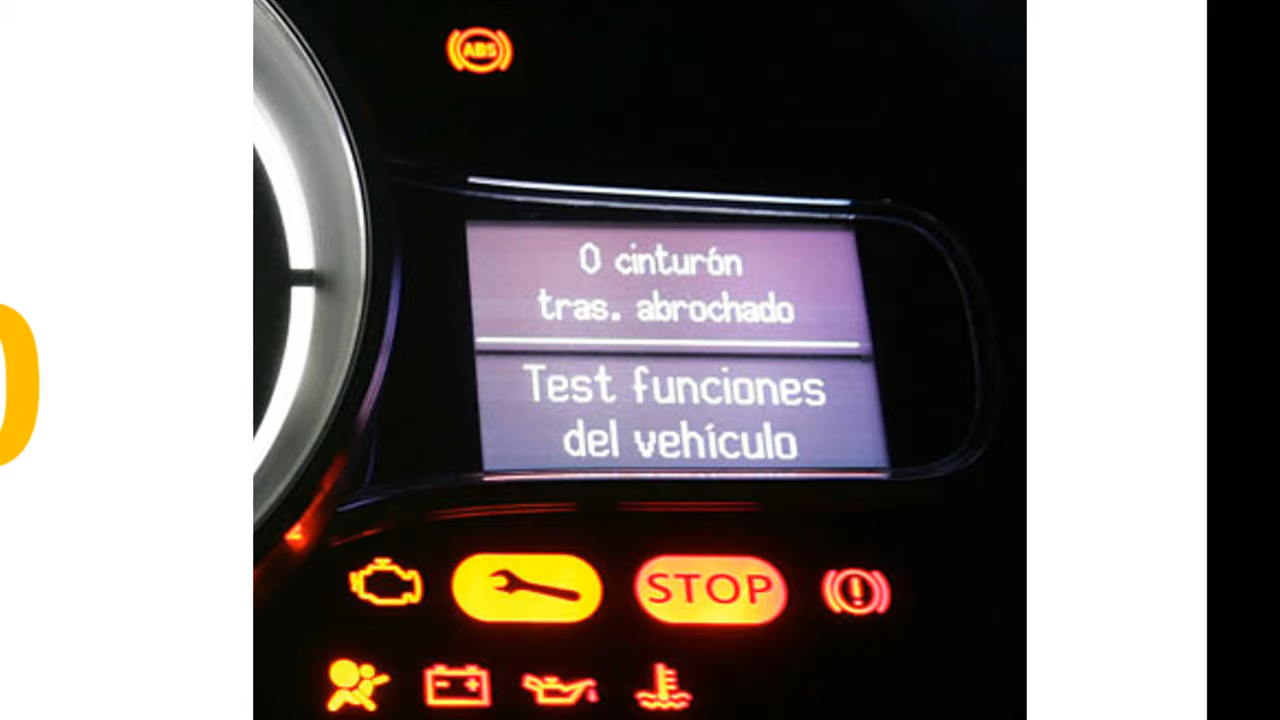 ABS
0 cinturón
tras. abrochado
Test funciones
del vehículo
STOP